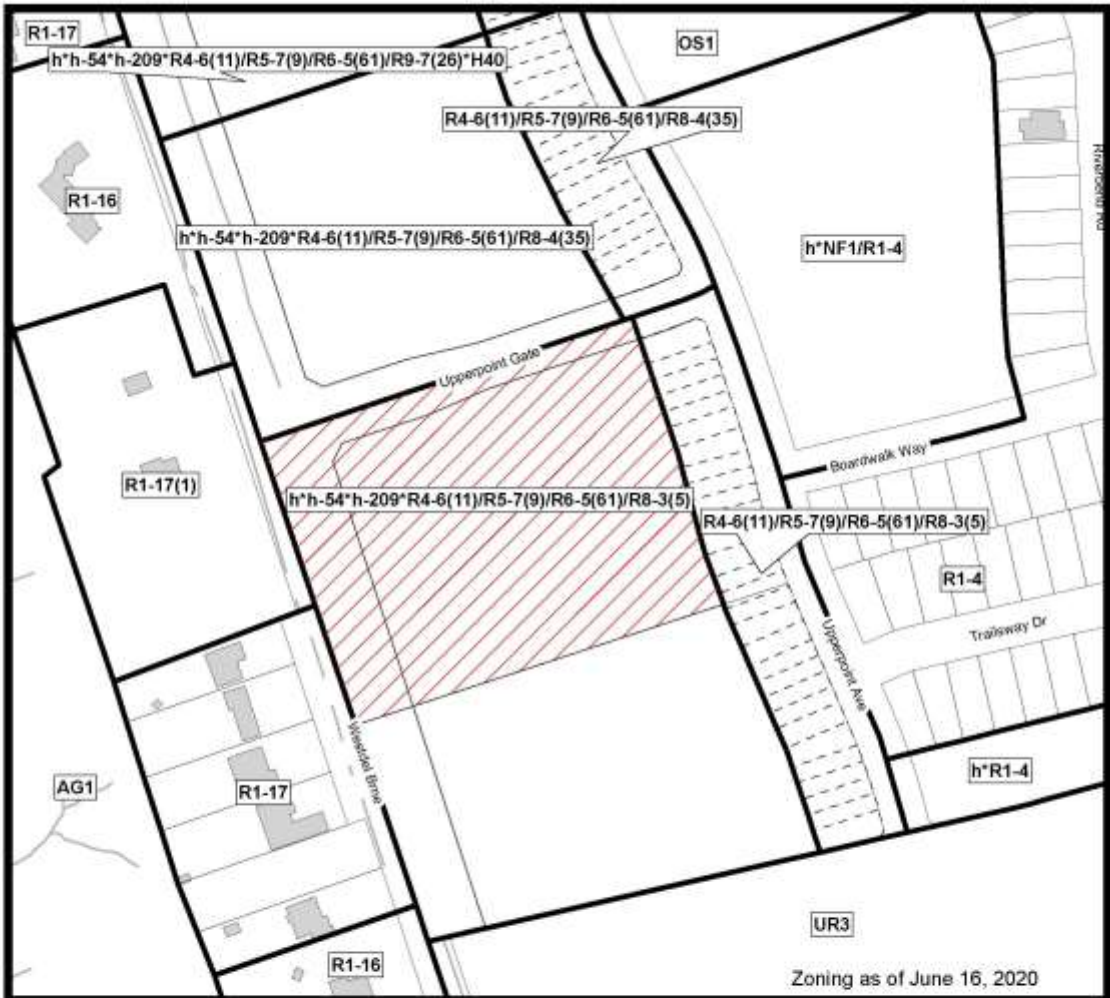 R1-17
OS1
h*h-54*h-209*R4-6(11)/R5-7(9)/R6-5(61)/R9-7(26)*H40
R4-6(11)/R5-7(9)/R6-5(61)/R8-4(35)
R1-16
h*h-54*h-209*R4-6(11)/R5-7(9)/R6-5(61)/R8-4(35)
h*NF1/R1-4
Upperpoint Gate
Boardwalk Way
R1-17(1)
h*h-54*h-209*R4-6(11)/R5-7(9)/R6-5(61)/R8-3(5)
R4-6(11)/R5-7(9)/R6-5(61)/R8-3(5)
R1-4
Trailsway Dr
Upperpoint Ave
Westdel Brne
AG1
R1-17
h*R1-4
UR3
R1-16
Zoning as of June 16, 2020